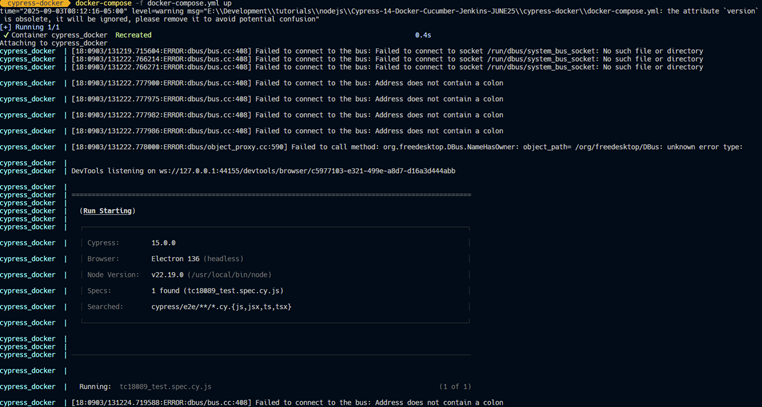 cypress-docker docker-compose -f docker-compose.yml up
time="2025-09-03T08:12:16-05:00" level=warning msg="E:\\Development\\tutorials\\nodejs\\Cypress-14-Docker-Cucumber-Jenkins-JUNE25\\cypress-docker\\docker-compose.yml: the attribute `version`
is obsolete, it will be ignored, please remove it to avoid potential confusion"
[+] Running 1/1
✔ Container cypress_docker Recreated 0.4s
Attaching to cypress_docker
cypress_docker | [18:0903/131219.715604:ERROR:dbus/bus.cc:408] Failed to connect to the bus: Failed to connect to socket /run/dbus/system_bus_socket: No such file or directory
cypress_docker | [18:0903/131222.766214:ERROR:dbus/bus.cc:408] Failed to connect to the bus: Failed to connect to socket /run/dbus/system_bus_socket: No such file or directory
cypress_docker | [18:0903/131222.766271:ERROR:dbus/bus.cc:408] Failed to connect to the bus: Failed to connect to socket /run/dbus/system_bus_socket: No such file or directory
cypress_docker | [18:0903/131222.777900:ERROR:dbus/bus.cc:408] Failed to connect to the bus: Address does not contain a colon
cypress_docker | [18:0903/131222.777975:ERROR:dbus/bus.cc:408] Failed to connect to the bus: Address does not contain a colon
cypress_docker | [18:0903/131222.777982:ERROR:dbus/bus.cc:408] Failed to connect to the bus: Address does not contain a colon
cypress_docker | [18:0903/131222.777986:ERROR:dbus/bus.cc:408] Failed to connect to the bus: Address does not contain a colon
cypress_docker | [18:0903/131222.778000:ERROR:dbus/object_proxy.cc:590] Failed to call method: org.freedesktop.DBus.NameHasOwner: object_path= /org/freedesktop/DBus: unknown error type:
cypress_docker |
cypress_docker | DevTools listening on ws://127.0.0.1:44155/devtools/browser/c5977103-e321-499e-a8d7-d16a3d444abb
cypress_docker |
cypress_docker | ====================================================================================================
cypress_docker |
cypress_docker | (Run Starting)
cypress_docker |
cypress_docker |
cypress_docker | Cypress: 15.0.0
cypress_docker | Browser: Electron 136 (headless)
cypress_docker | Node Version: v22.19.0 (/usr/local/bin/node)
cypress_docker | Specs: 1 found (tc18089_test.spec.cy.js)
cypress_docker | Searched: cypress/e2e/**/*.cy.{js,jsx,ts,tsx}
cypress_docker |
cypress_docker |
cypress_docker |
cypress_docker |
cypress_docker |
cypress_docker | Running: tc18089_test.spec.cy.js (1 of 1)
cypress_docker | [18:0903/131224.719588:ERROR:dbus/bus.cc:408] Failed to connect to the bus: Address does not contain a colon